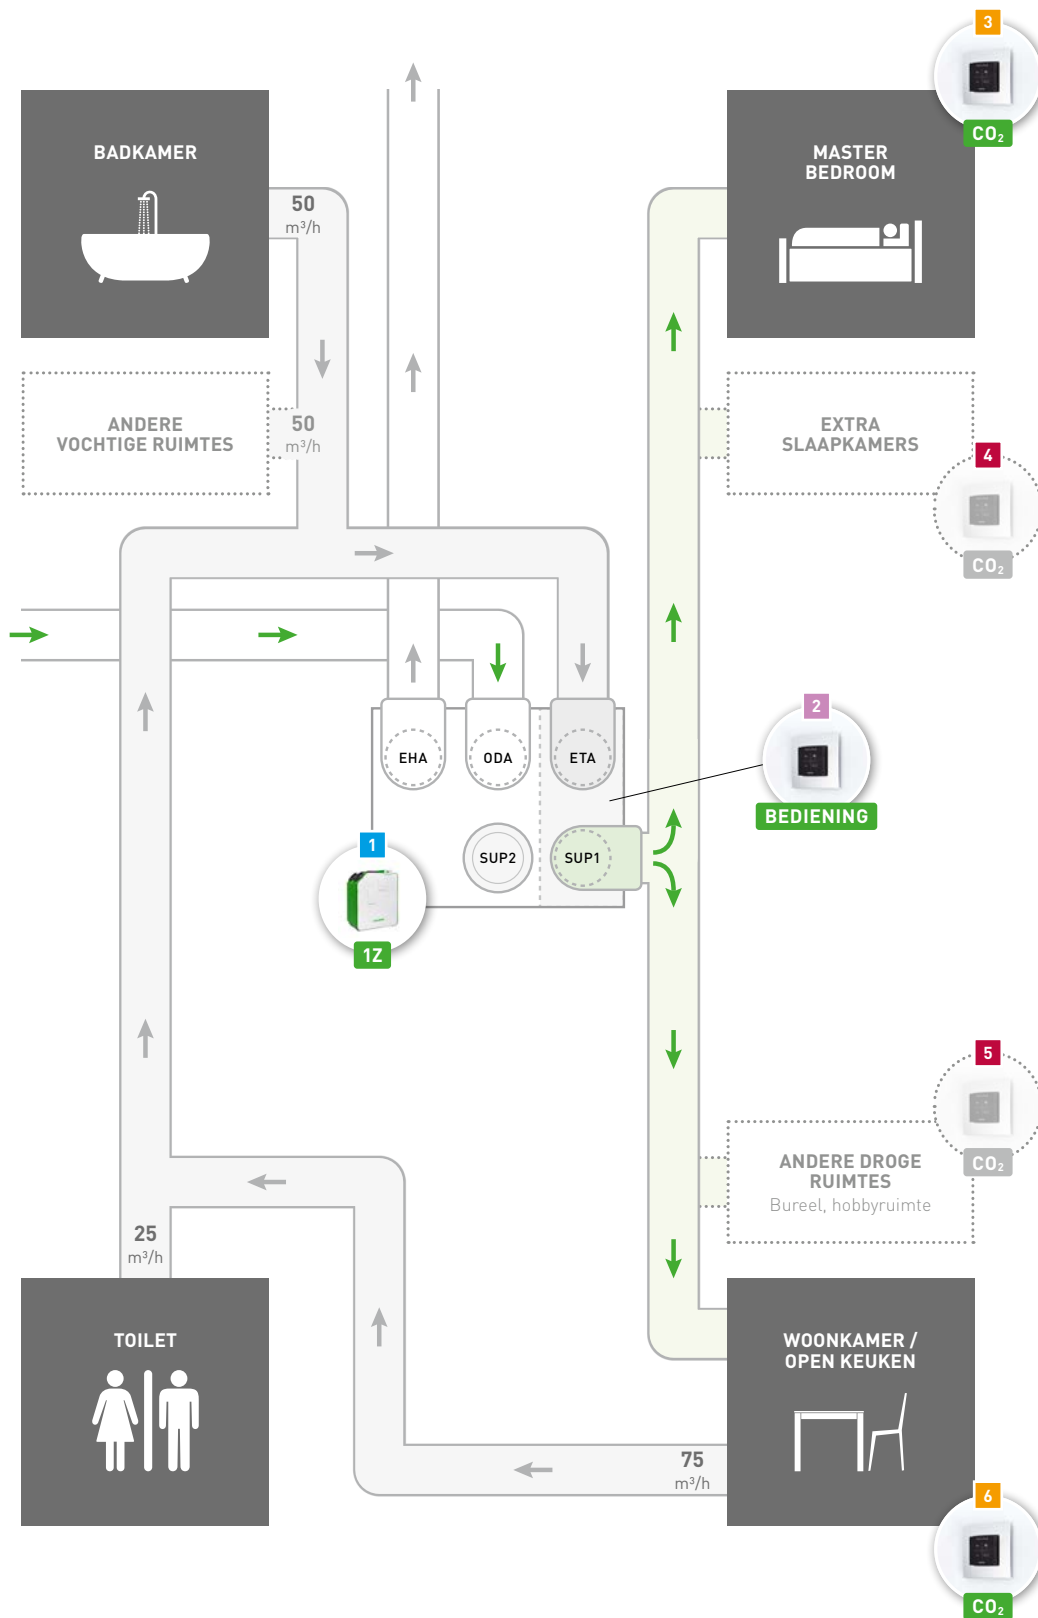 3
CO₂
BADKAMER
MASTER
BEDROOM
50
m³/h
ANDERE
VOCHTIGE RUIMTES
50
m³/h
EXTRA
SLAAPKAMERS
4
CO₂
2
BEDIENING
EHA
ODA
ETA
SUP2
SUP1
1
1Z
5
CO₂
ANDERE DROGE
RUIMTES
Bureel, hobbyruimte
25
m³/h
TOILET
WOONKAMER /
OPEN KEUKEN
75
m³/h
6
CO₂